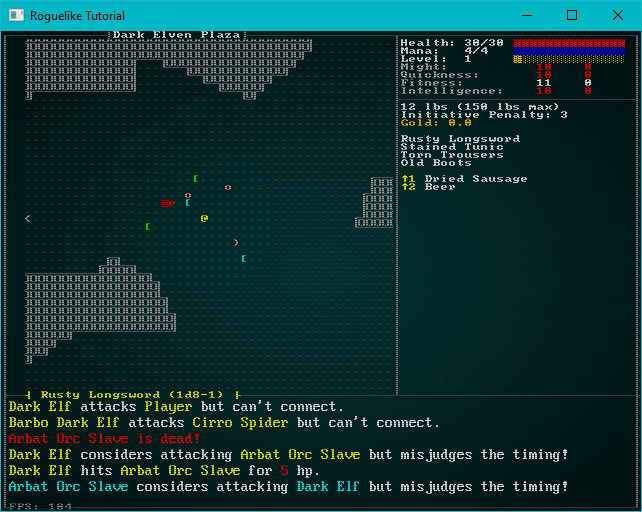 Roguelike Tutorial
Dark Elven Plaza
Health: 30/30
Mana: 4/4
Level: 1
Might: 10 0
Quickness: 10 0
Fitness: 11 0
Intelligence: 10 0
12 lbs (150 lbs max)
Initiative Penalty: 3
Gold: 0.0
Rusty Longsword
Stained Tunic
Torn Trousers
Old Boots
↑1 Dried Sausage
↑2 Beer
Rusty Longsword (1d8-1)
Dark Elf attacks Player but can't connect.
Barbo Dark Elf attacks Cirro Spider but can't connect.
Arbat Orc Slave is dead!
Dark Elf considers attacking Arbat Orc Slave but misjudges the timing!
Dark Elf hits Arbat Orc Slave for 5 hp.
Arbat Orc Slave considers attacking Dark Elf but misjudges the timing!
FPS: 104